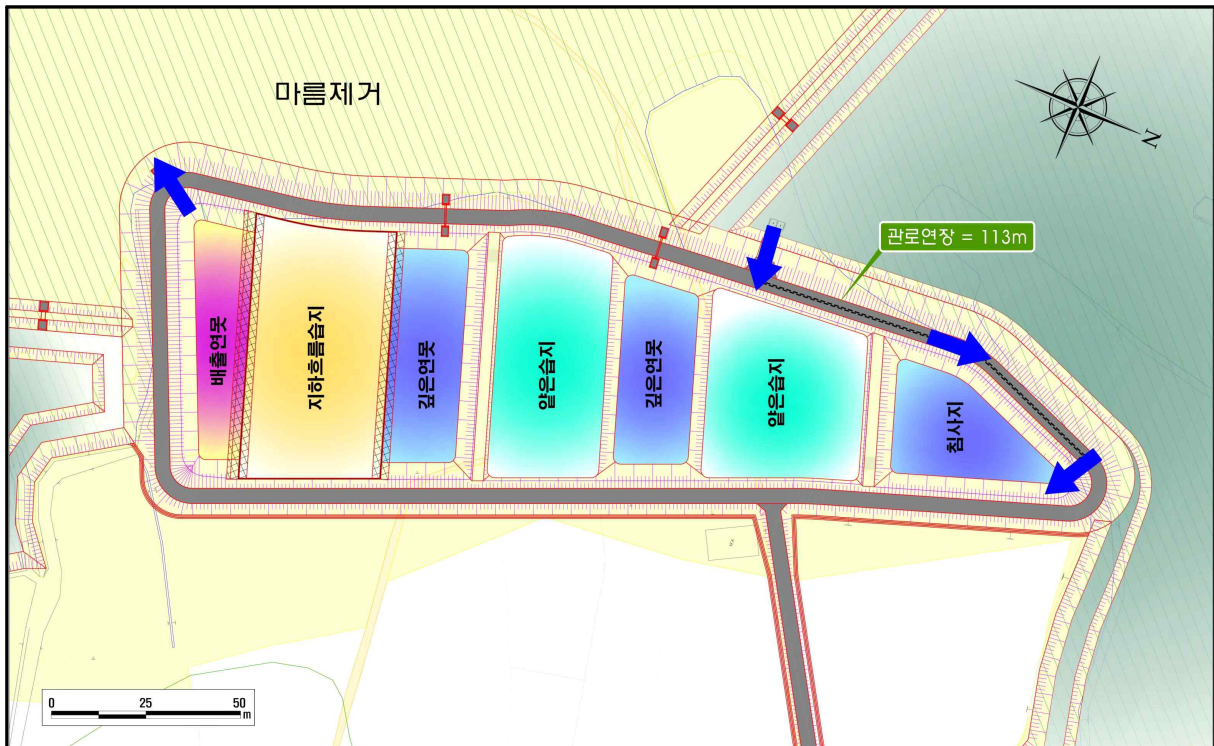 마름제거
N
관로연장 = 113m
배출연못
지하흐름습지
깊은연못
얕은습지
깊은연못
얕은습지
침사지
0 25 50
m